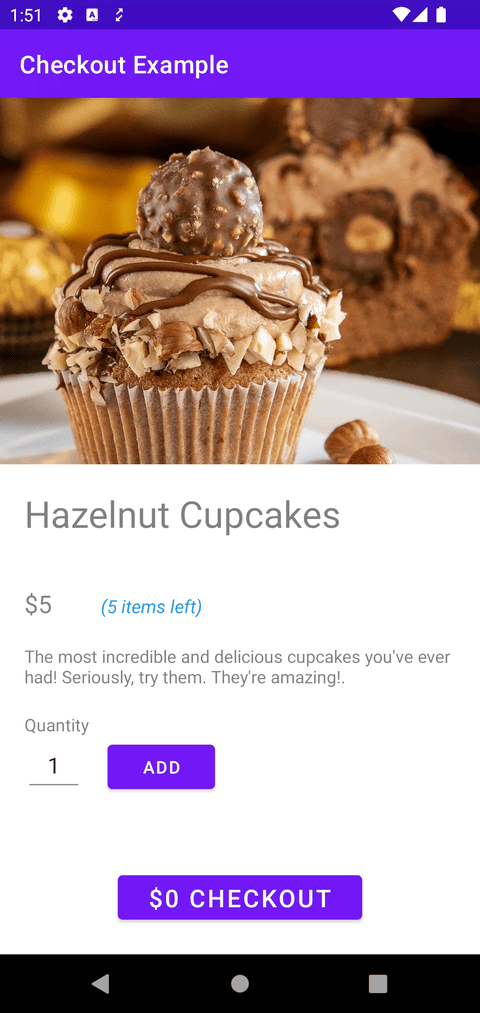 1:51
Checkout Example
Hazelnut Cupcakes
$5 (5 items left)
The most incredible and delicious cupcakes you've ever
had! Seriously, try them. They're amazing!.
Quantity
1 ADD
$0 CHECKOUT